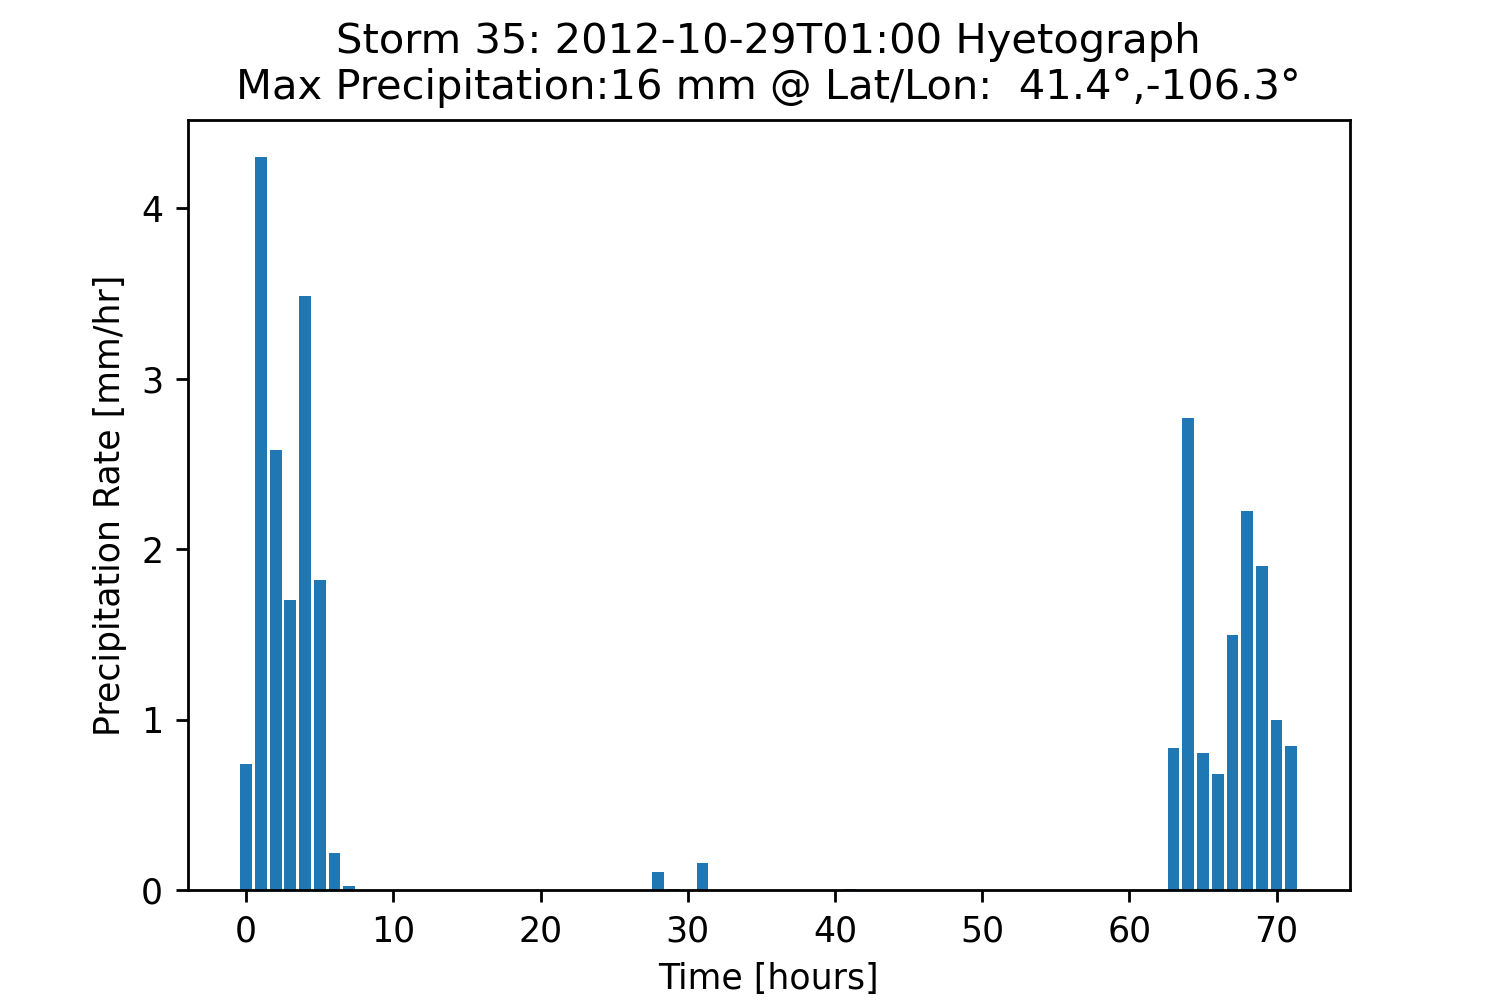 Storm 35: 2012-10-29T01:00 Hyetograph
Max Precipitation:16 mm @ Lat/Lon:  41.4°,-106.3°
Precipitation Rate [mm/hr]
4
3
2
1
0
0 10 20 30 40 50 60 70
Time [hours]